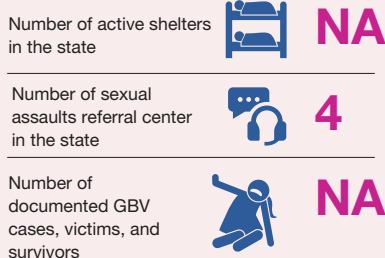 Number of active shelters
in the state
NA
Number of sexual
assaults referral center
in the state
4
Number of
documented GBV
cases, victims, and
survivors
NA